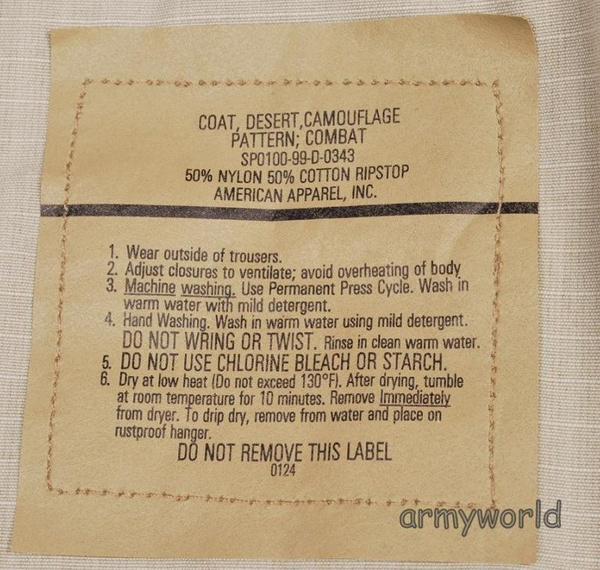 COAT, DESERT,CAMOUFLAGE
PATTERN; COMBAT
SP0100-99-D-0343
50% NYLON 50% COTTON RIPSTOP
AMERICAN APPAREL, INC.
1. Wear outside of trousers.
2. Adjust closures to ventilate; avoid overheating of body
3. Machine washing. Use Permanent Press Cycle. Wash in
warm water with mild detergent.
4. Hand Washing. Wash in warm water using mild detergent.
DO NOT WRING OR TWIST. Rinse in clean warm water.
5. DO NOT USE CHLORINE BLEACH OR STARCH.
6. Dry at low heat (Do not exceed 130°F). After drying, tumble
at room temperature for 10 minutes. Remove Immediately
from dryer. To drip dry, remove from water and place on
rustproof hanger.
DO NOT REMOVE THIS LABEL
0124
armyworld